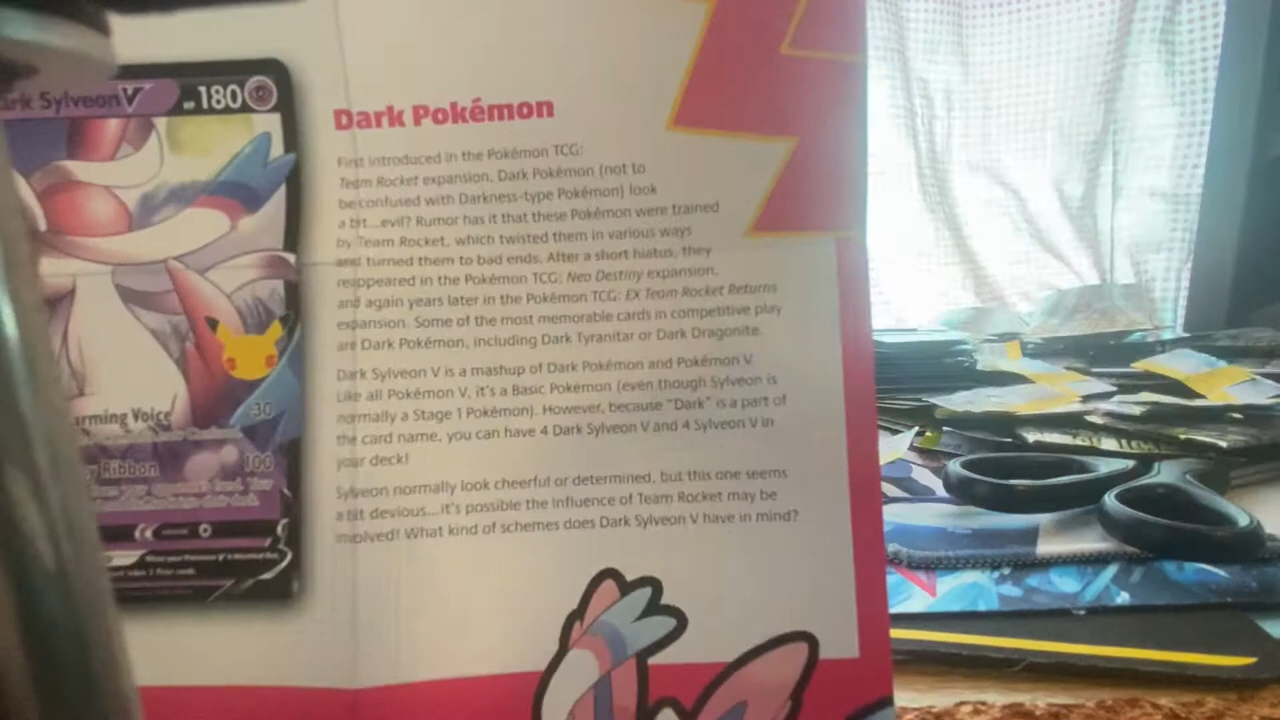 ark Sylveon V
HP 180
arming Voice
30
Ribbon
100
Dark Pokémon
First introduced in the Pokémon TCG:
Team Rocket expansion, Dark Pokémon (not to
be confused with Darkness-type Pokémon) look
a bit...evil? Rumor has it that these Pokémon were trained
by Team Rocket, which twisted them in various ways
and turned them to bad ends. After a short hiatus, they
reappeared in the Pokémon TCG: Neo Destiny expansion,
and again years later in the Pokémon TCG: EX Team Rocket Returns
expansion. Some of the most memorable cards in competitive play
are Dark Pokémon, including Dark Tyranitar or Dark Dragonite.
Dark Sylveon V is a mashup of Dark Pokémon and Pokémon V.
Like all Pokémon V, it's a Basic Pokémon (even though Sylveon is
normally a Stage 1 Pokémon). However, because "Dark" is a part of
the card name, you can have 4 Dark Sylveon V and 4 Sylveon V in
your deck!
Sylveon normally look cheerful or determined, but this one seems
a bit devious...it's possible the influence of Team Rocket may be
involved! What kind of schemes does Dark Sylveon V have in mind?